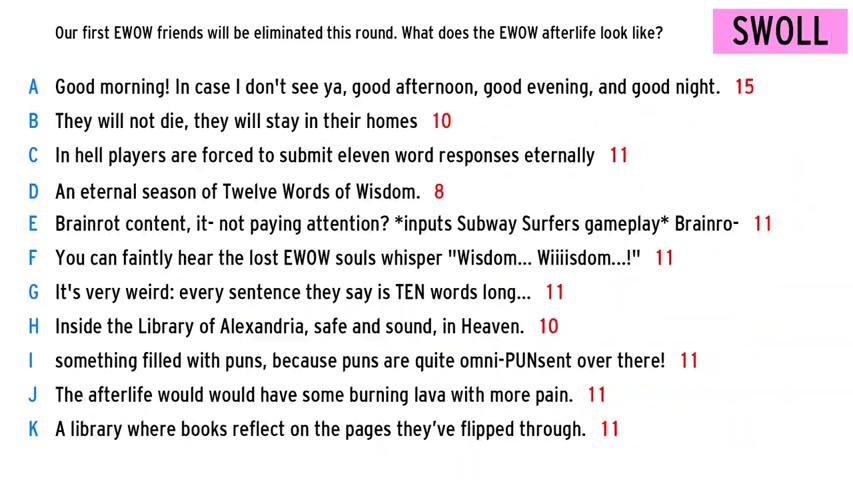 Our first EWOW friends will be eliminated this round. What does the EWOW afterlife look like?
SWOLL
A Good morning! In case I don't see ya, good afternoon, good evening, and good night. 15
B They will not die, they will stay in their homes 10
C In hell players are forced to submit eleven word responses eternally 11
D An eternal season of Twelve Words of Wisdom. 8
E Brainrot content, it- not paying attention? *inputs Subway Surfers gameplay* Brainro- 11
F You can faintly hear the lost EWOW souls whisper "Wisdom... Wiiiisdom...!" 11
G It's very weird: every sentence they say is TEN words long... 11
H Inside the Library of Alexandria, safe and sound, in Heaven. 10
I something filled with puns, because puns are quite omni-PUNsent over there! 11
J The afterlife would would have some burning lava with more pain. 11
K A library where books reflect on the pages they've flipped through. 11